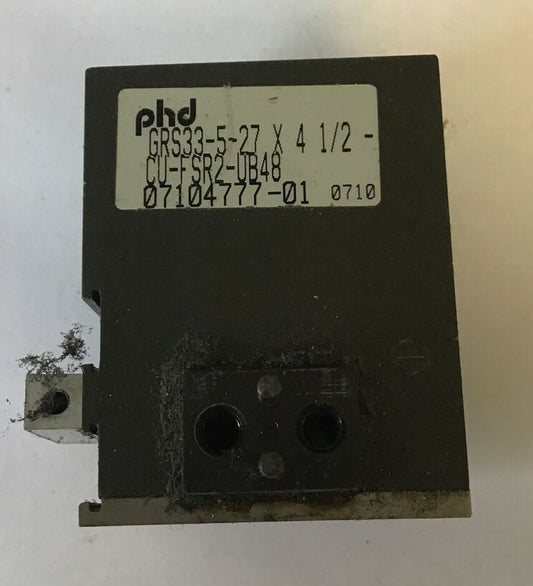 phd
GRS33-5-27 X 4 1/2 -
CU-FSR2-UB48
07104777-01 0710